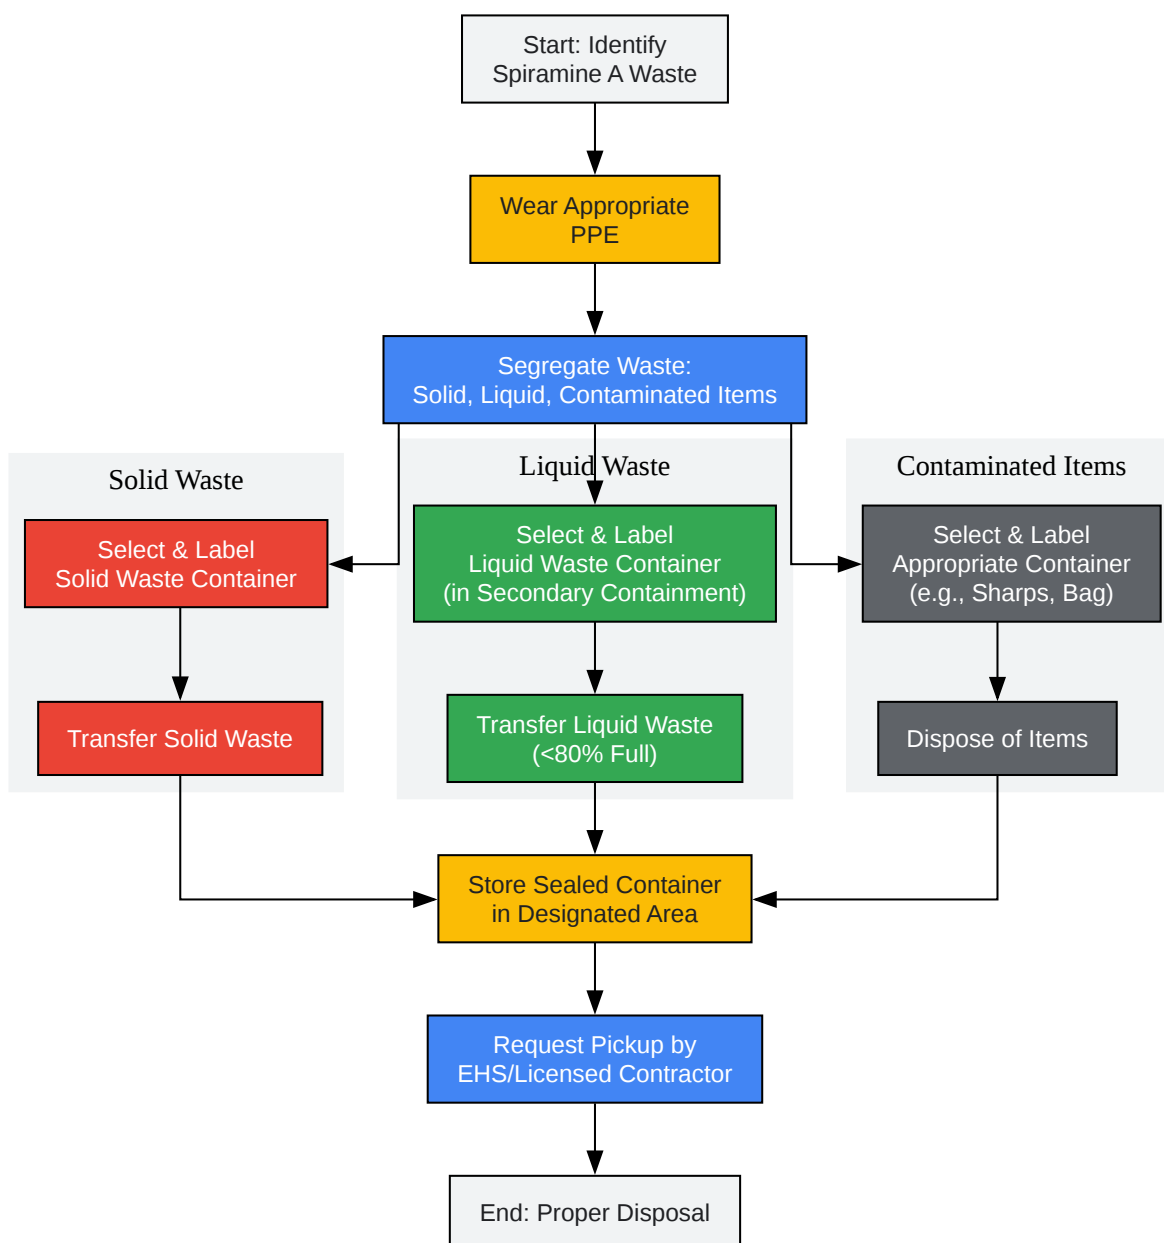 Start: Identify
Spiramine A Waste
Wear Appropriate
PPE
Segregate Waste:
Solid, Liquid, Contaminated Items
Solid Waste
Select & Label
Solid Waste Container
Transfer Solid Waste
Liquid Waste
Select & Label
Liquid Waste Container
(in Secondary Containment)
Transfer Liquid Waste
(<80% Full)
Contaminated Items
Select & Label
Appropriate Container
(e.g., Sharps, Bag)
Dispose of Items
Store Sealed Container
in Designated Area
Request Pickup by
EHS/Licensed Contractor
End: Proper Disposal